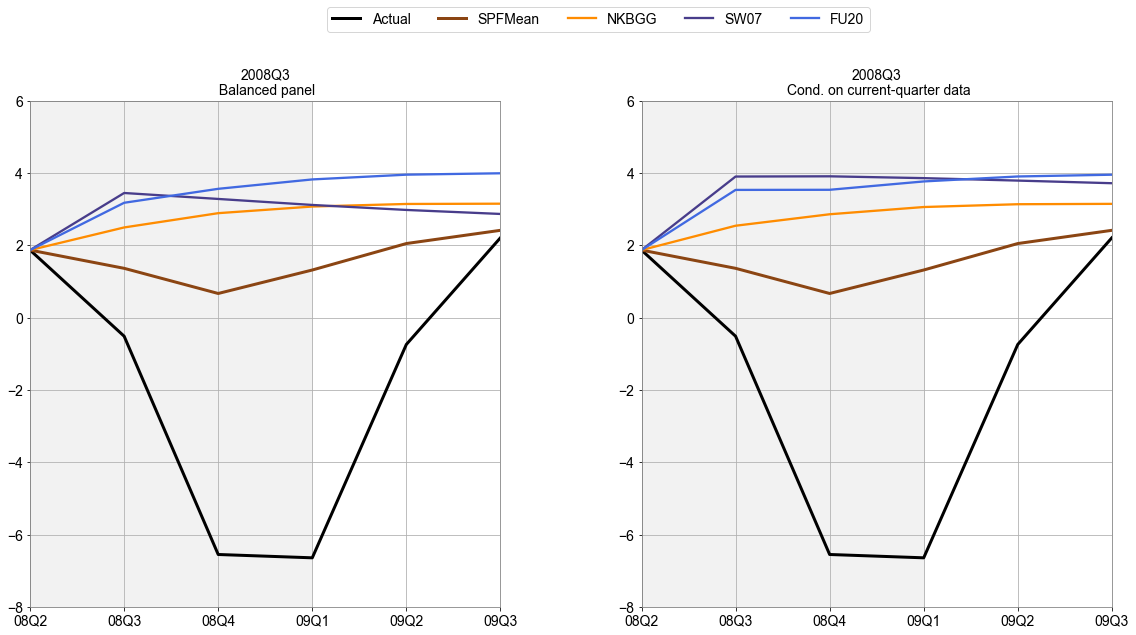 Actual SPFMean NKBGG SW07 FU20
2008Q3
Balanced panel
6
4
2
0
−2
−4
−6
−8
08Q2 08Q3 08Q4 09Q1 09Q2 09Q3
2008Q3
Cond. on current-quarter data
6
4
2
0
−2
−4
−6
−8
08Q2 08Q3 08Q4 09Q1 09Q2 09Q3